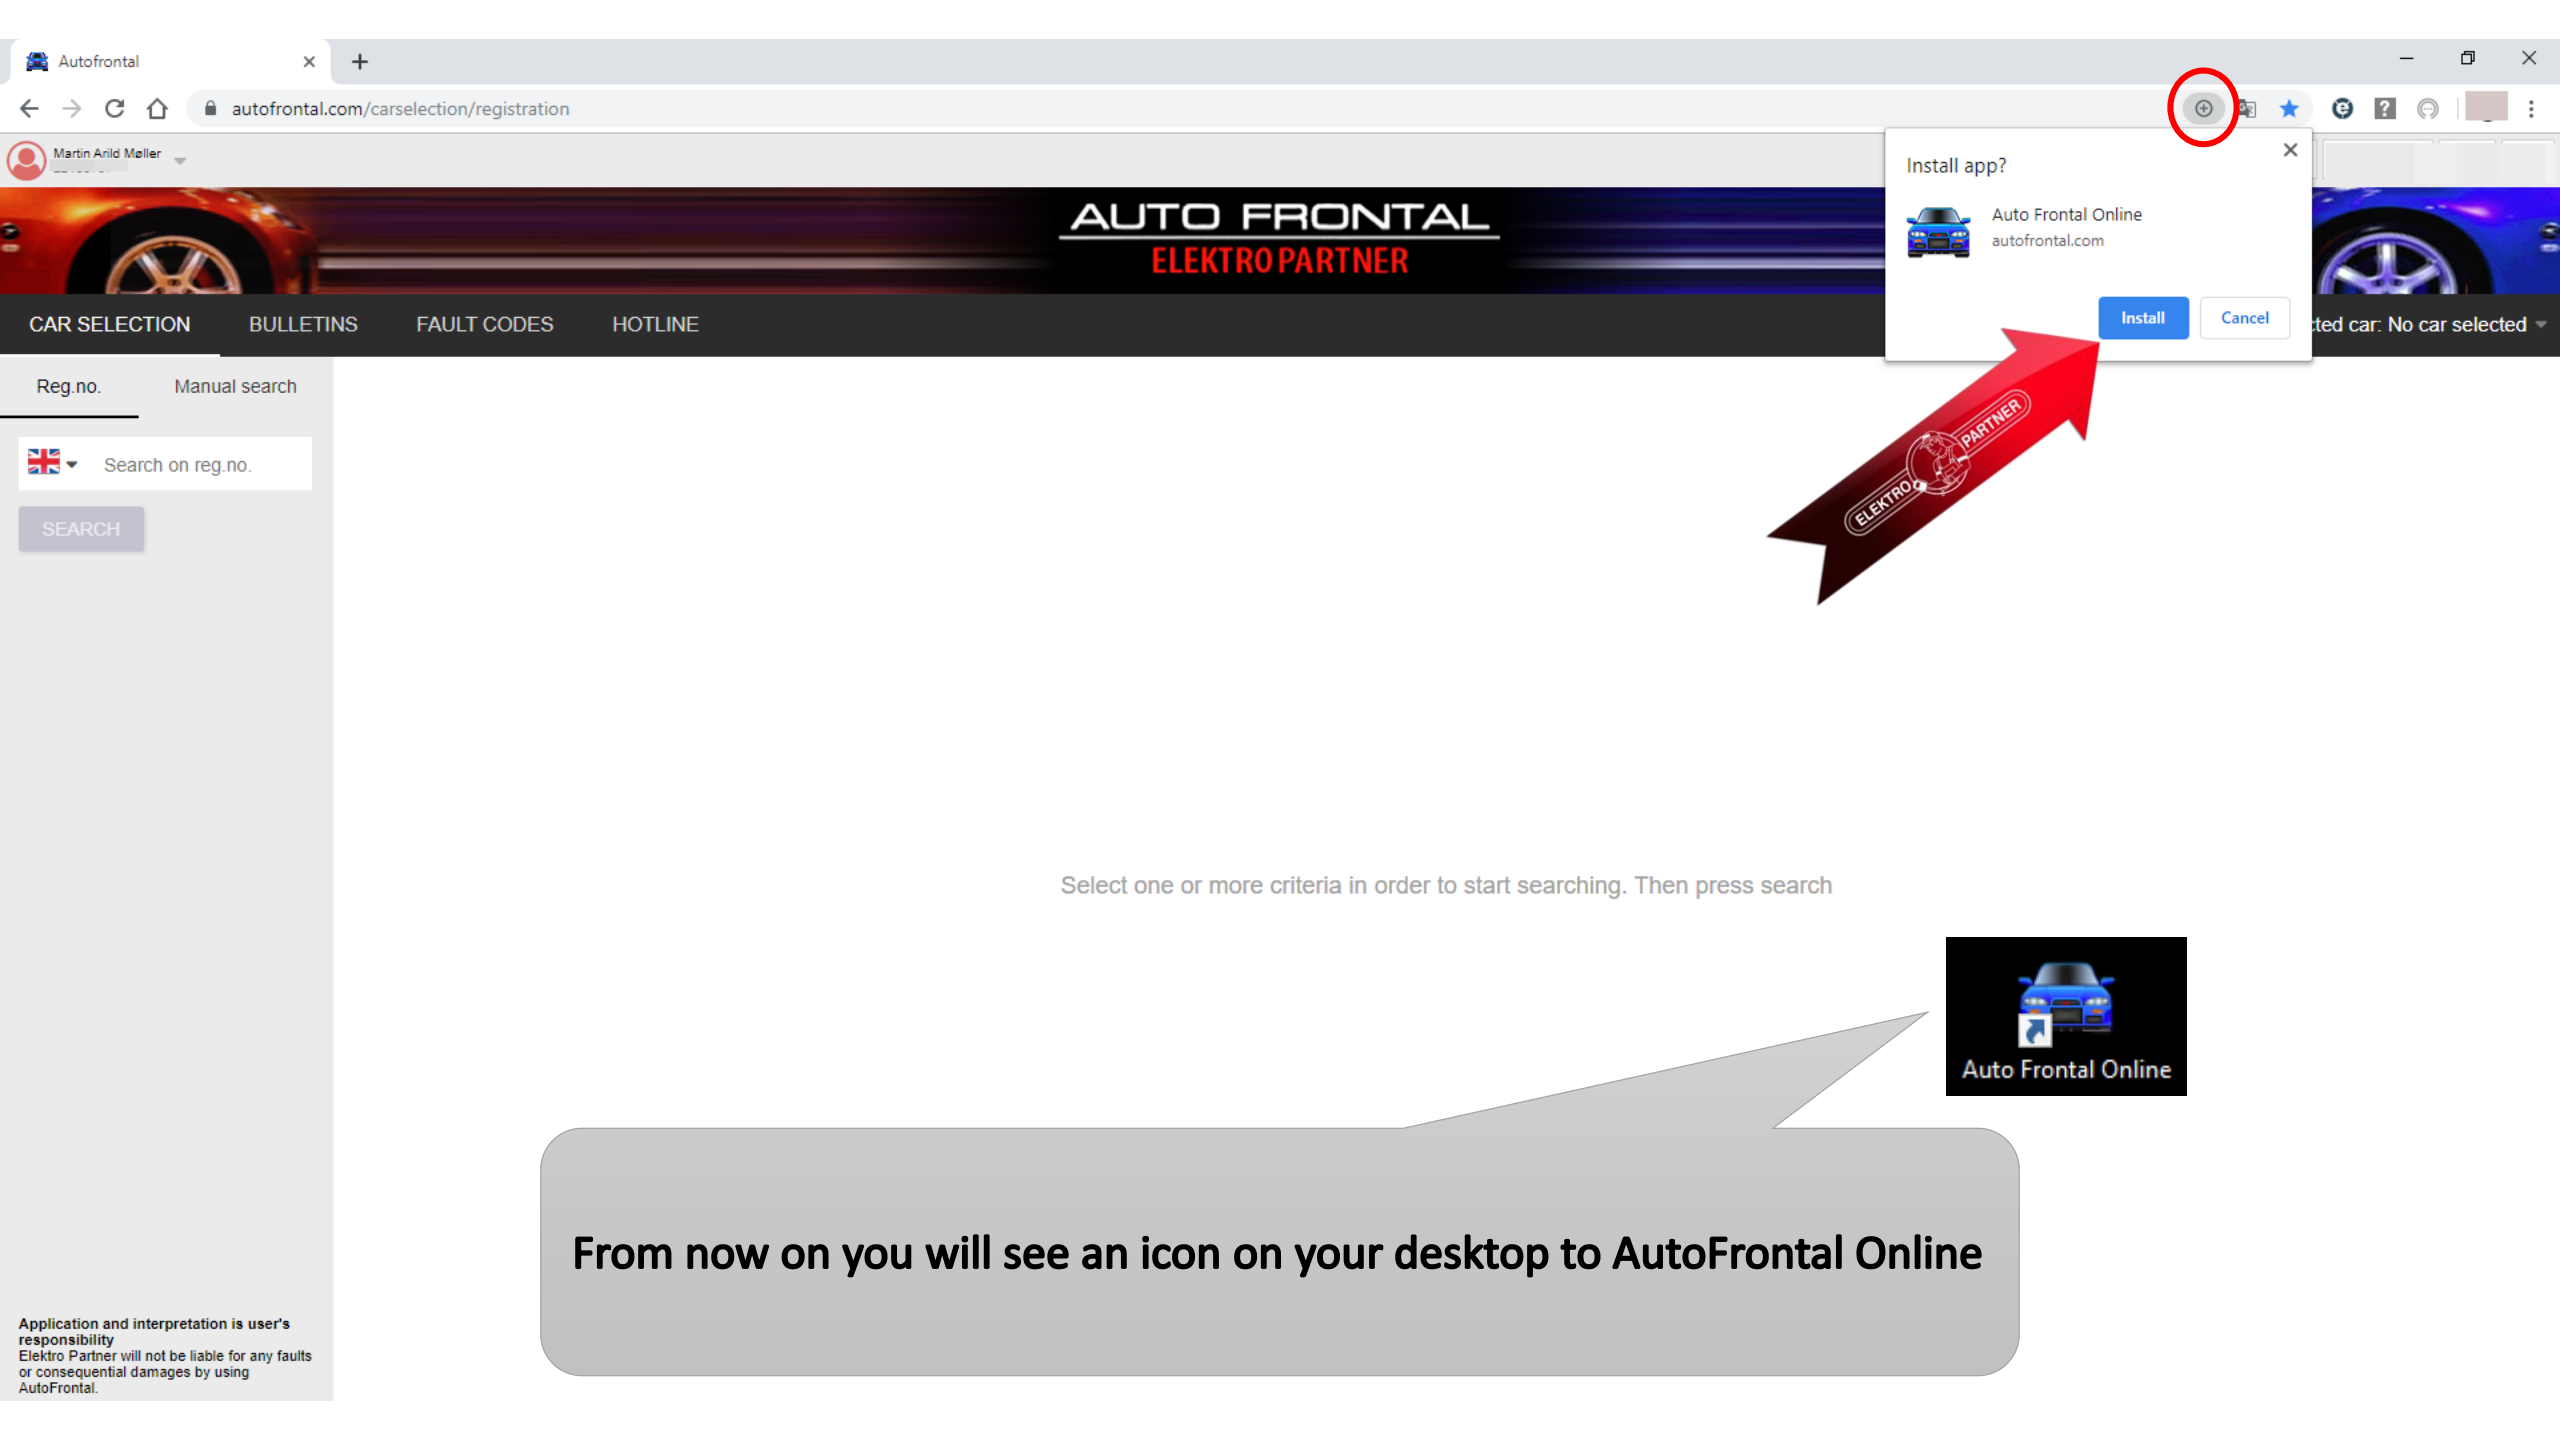 Autofrontal
autofrontal.com/carselection/registration
Martin Arild Møller
Install app?
Auto Frontal Online
autofrontal.com
Install
Cancel
AUTO FRONTAL
ELEKTRO PARTNER
CAR SELECTION
BULLETINS
FAULT CODES
HOTLINE
cted car: No car selected
Reg.no.
Manual search
Search on reg.no.
SEARCH
ELEKTRO
PARTNER
Select one or more criteria in order to start searching. Then press search
Auto Frontal Online
From now on you will see an icon on your desktop to AutoFrontal Online
Application and interpretation is user's
responsibility
Elektro Partner will not be liable for any faults
or consequential damages by using
AutoFrontal.